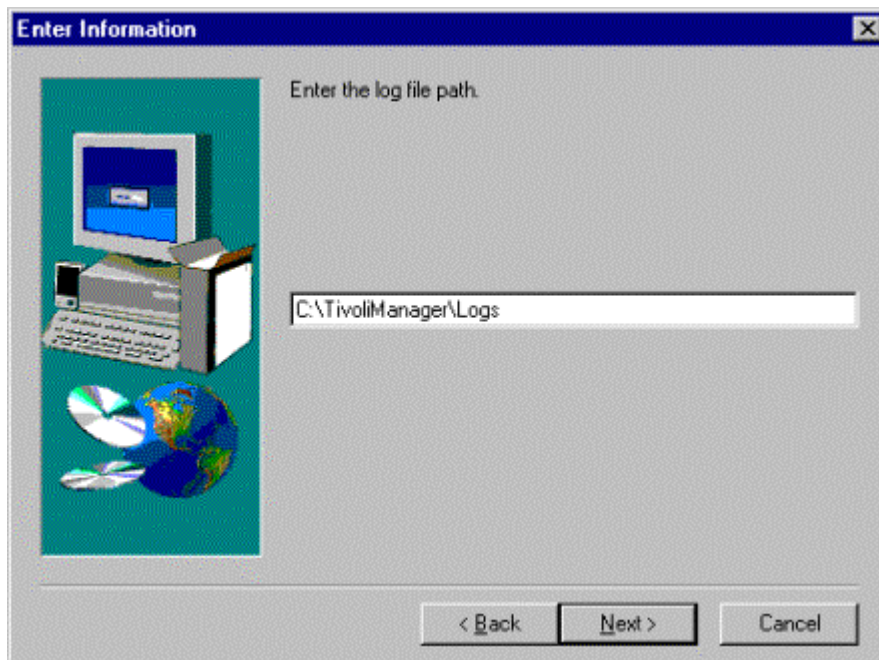 Enter Information
Enter the log file path.
C:\TivoliManager\Logs
< Back
Next >
Cancel